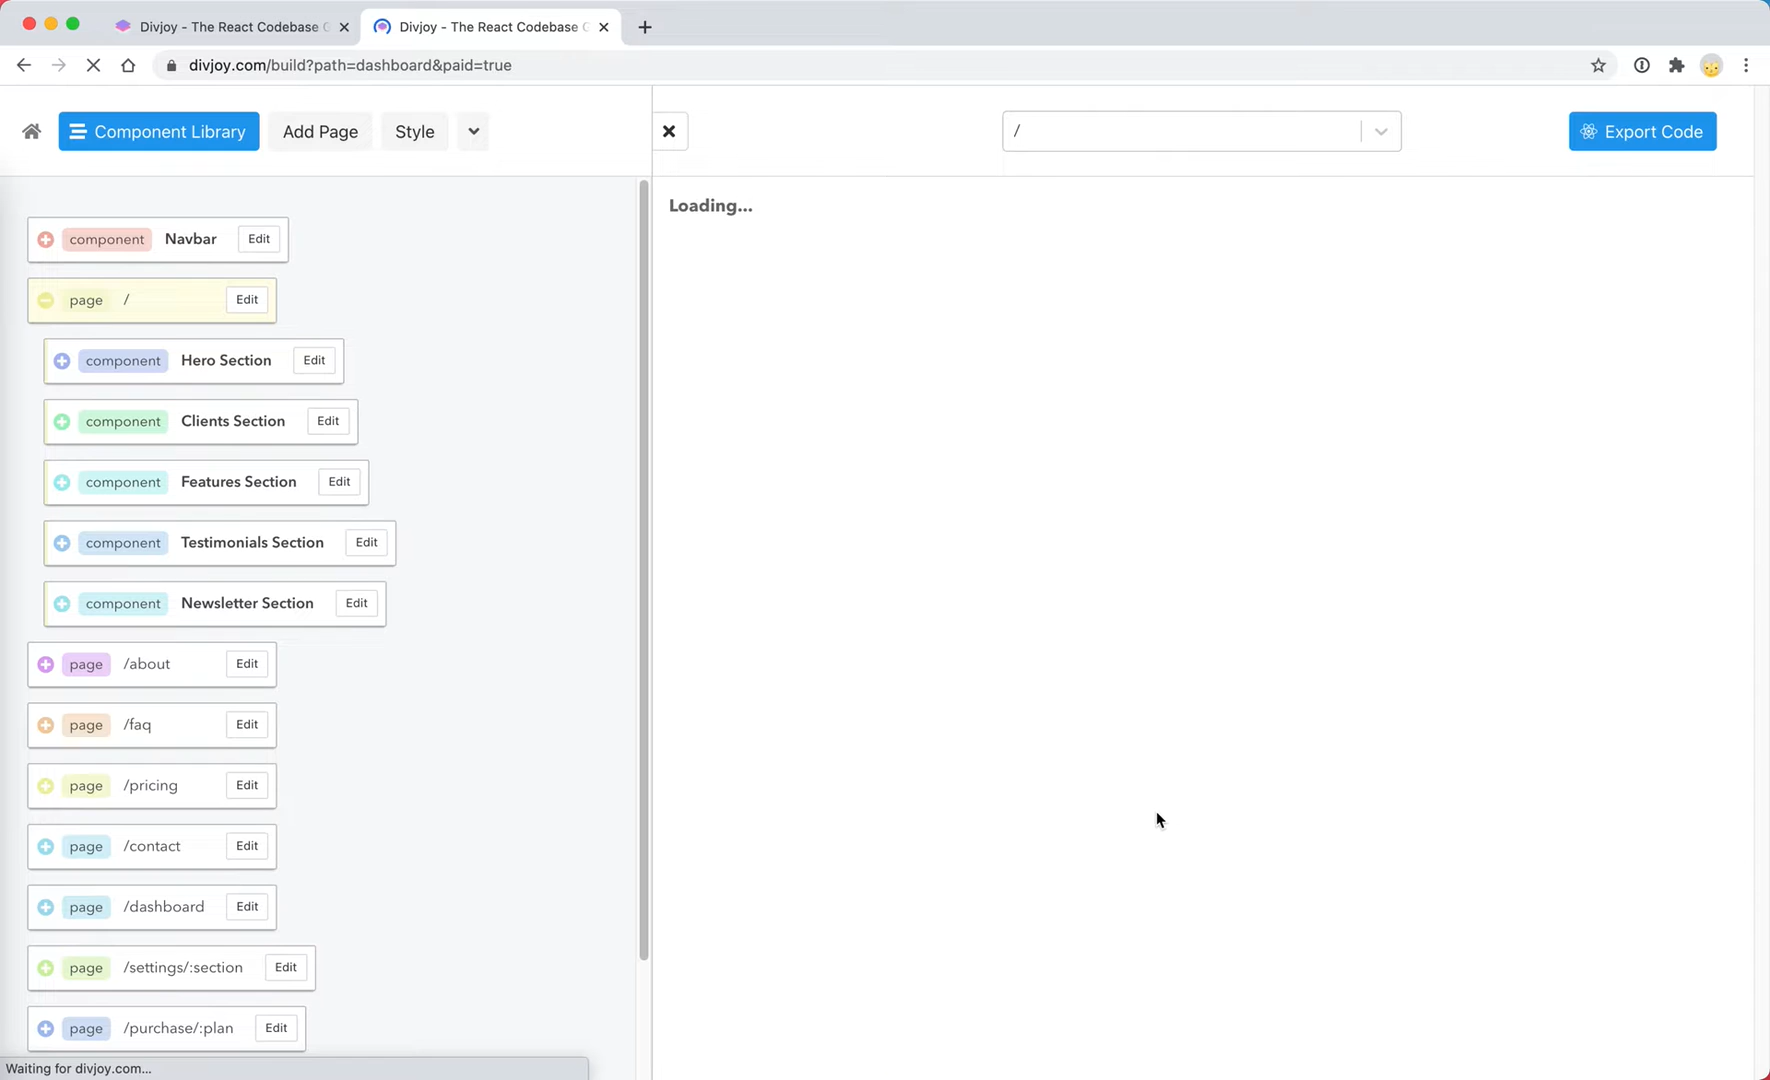 Divjoy - The React Codebase G
Divjoy - The React Codebase G
divjoy.com/build?path=dashboard&paid=true
Component Library
Add Page
Style
/
Export Code
Loading...
component Navbar Edit
page / Edit
component Hero Section Edit
component Clients Section Edit
component Features Section Edit
component Testimonials Section Edit
component Newsletter Section Edit
page /about Edit
page /faq Edit
page /pricing Edit
page /contact Edit
page /dashboard Edit
page /settings/:section Edit
page /purchase/:plan Edit
Waiting for divjoy.com...